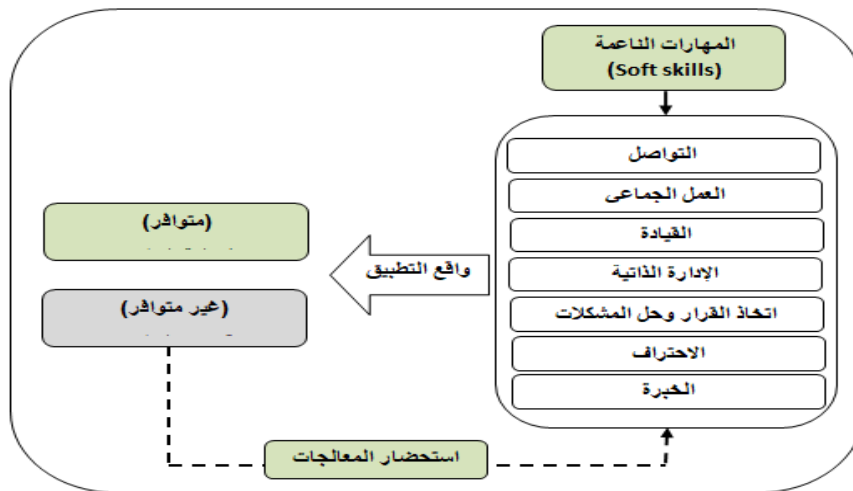 المهارات الناعمة
(Soft skills)
التواصل
العمل الجماعى
القيادة
الإدارة الذاتية
اتخاذ القرار وحل المشكلات
الاحتراف
الخبرة
واقع التطبيق
(متوافر)
(غير متوافر)
استحضار المعالجات